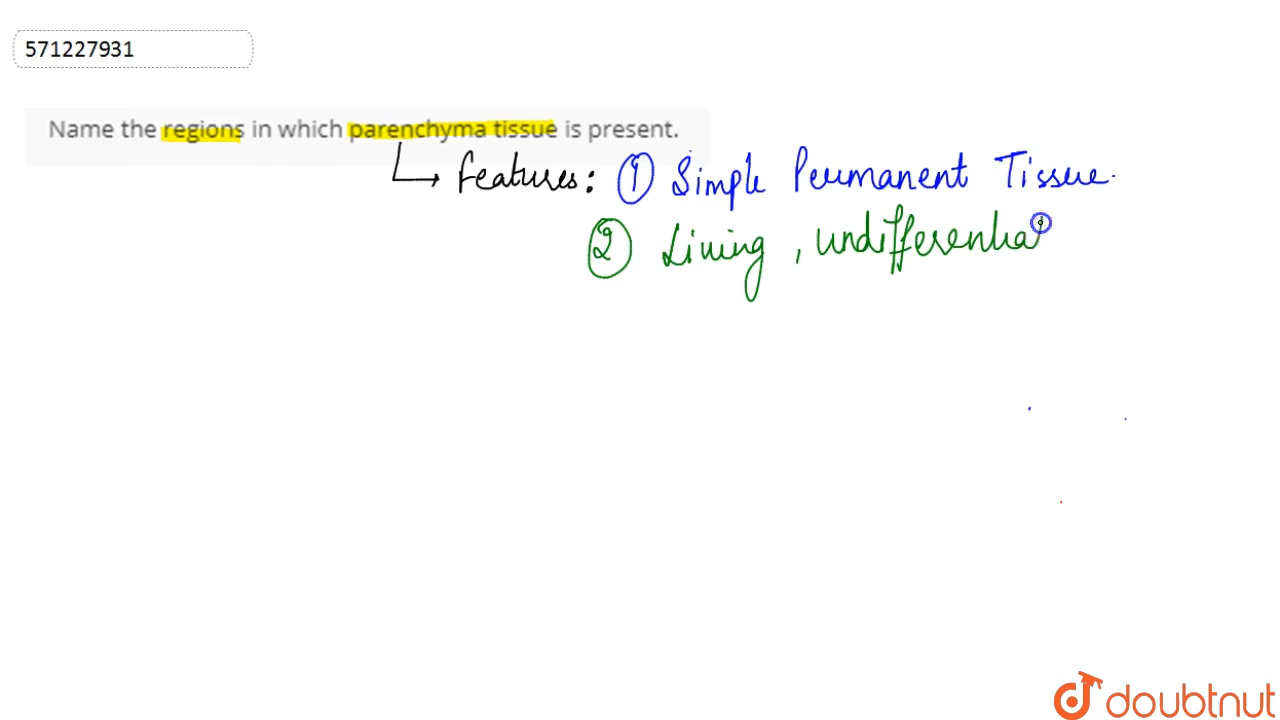 571227931
Name the regions in which parenchyma tissue is present.
features: ① Simple Permanent Tissue.
② Living, undifferentia
doubtnut